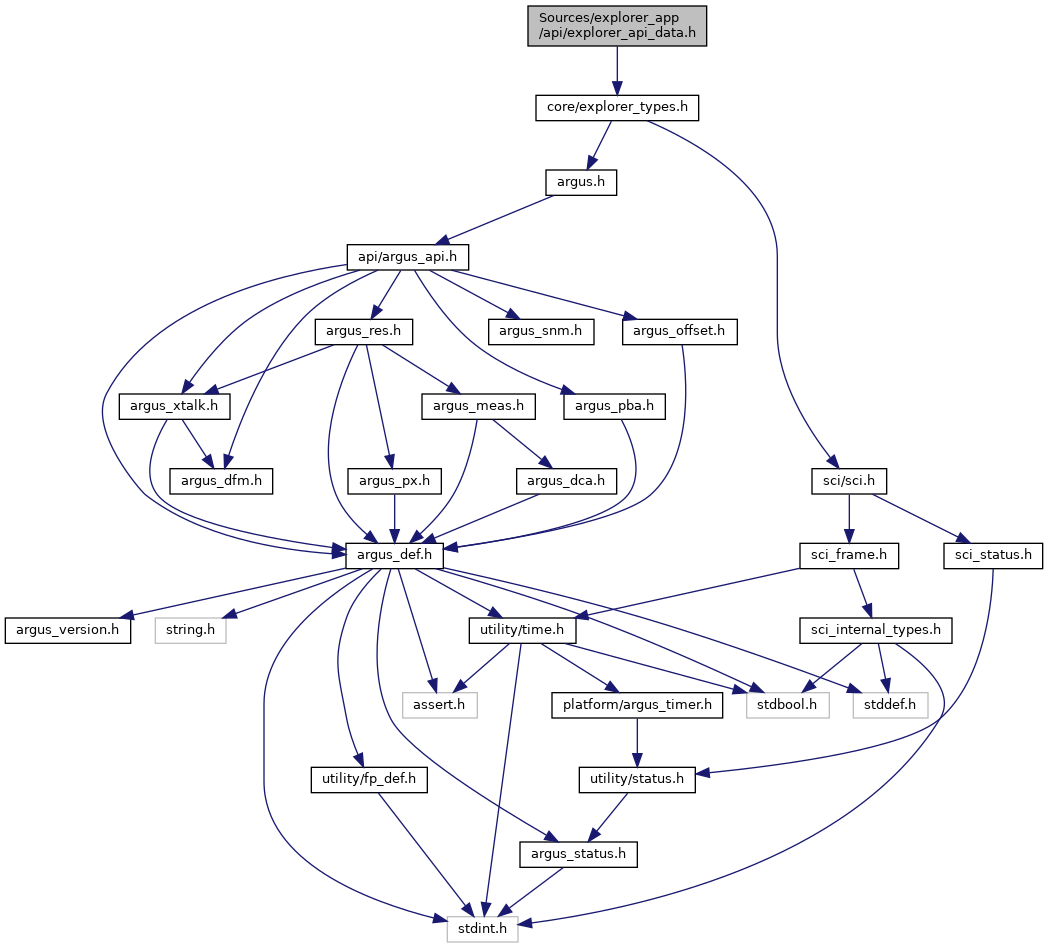 Sources/explorer_app
/api/explorer_api_data.h
core/explorer_types.h
argus.h
api/argus_api.h
argus_res.h
argus_snm.h
argus_offset.h
argus_xtalk.h
argus_meas.h
argus_pba.h
argus_dfm.h
argus_px.h
argus_dca.h
sci/sci.h
argus_def.h
sci_frame.h
sci_status.h
argus_version.h
string.h
utility/time.h
sci_internal_types.h
assert.h
platform/argus_timer.h
stdbool.h
stddef.h
utility/fp_def.h
utility/status.h
argus_status.h
stdint.h